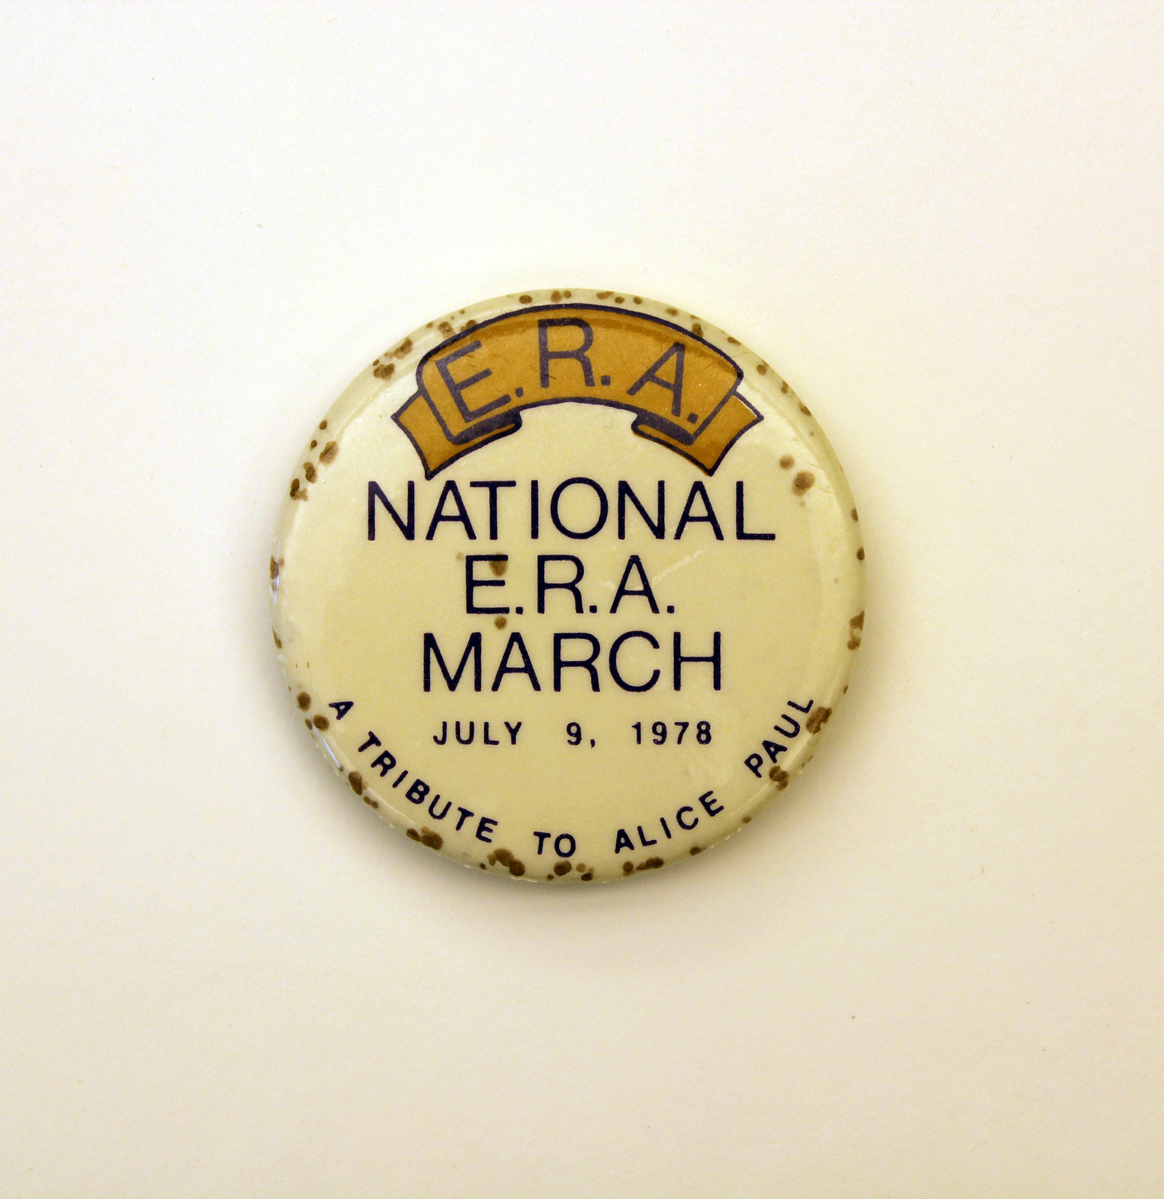 E.R.A.
NATIONAL
E.R.A.
MARCH
JULY 9, 1978
A TRIBUTE TO ALICE PAUL